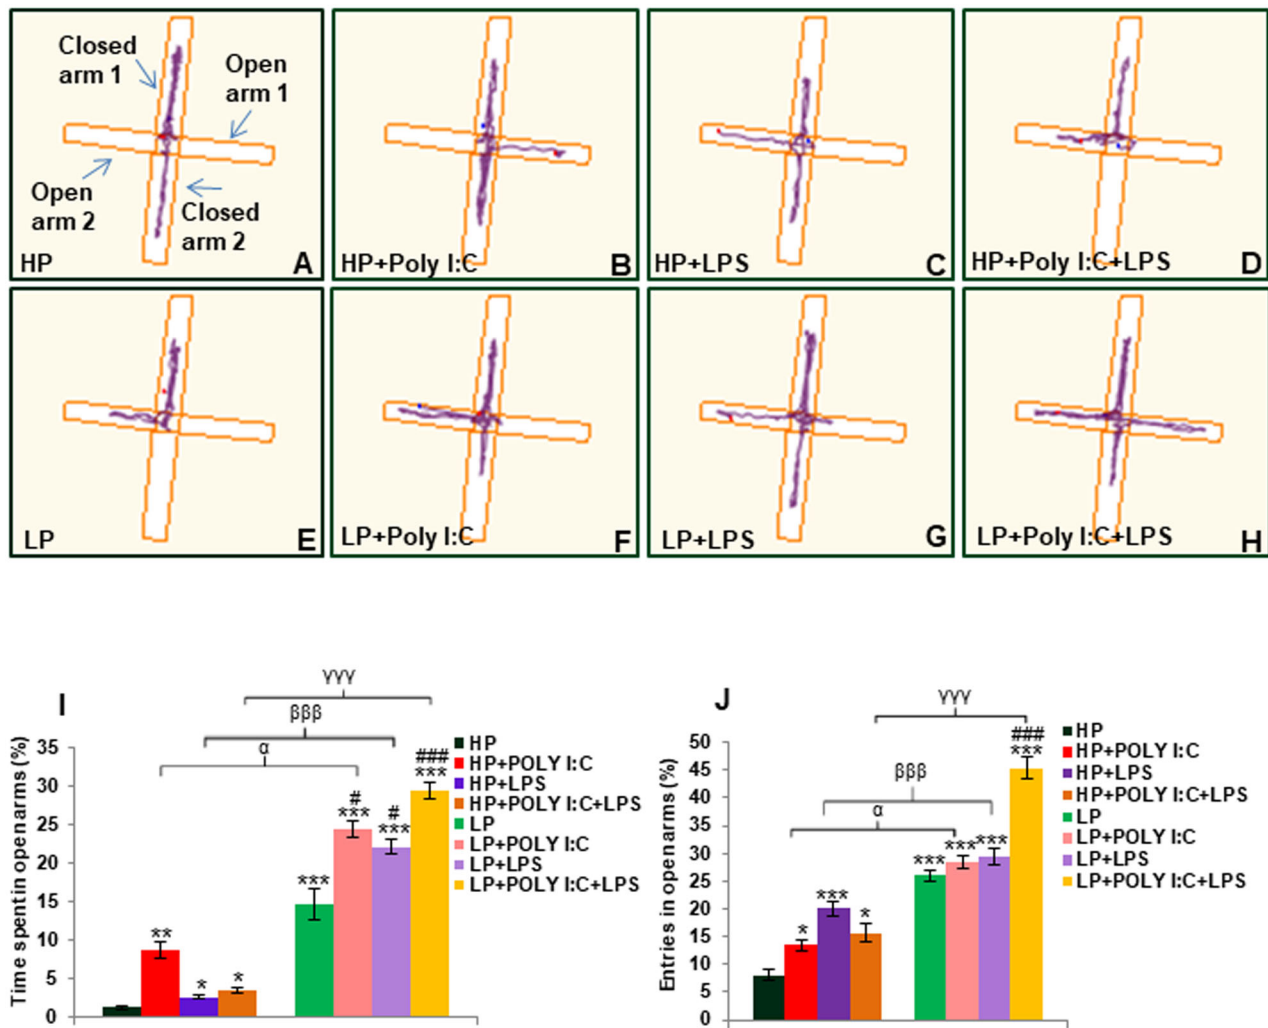 Closed
arm 1
Open
arm 1
Open
arm 2
Closed
arm 2
HP A
HP+Poly I:C B
HP+LPS C
HP+Poly I:C+LPS D
LP E
LP+Poly I:C F
LP+LPS G
LP+Poly I:C+LPS H
I
Time spent in open arms (%)
35
30
25
20
15
10
5
0
γγγ
βββ
α
**
*
*
***
#
***
#
***
###
***
HP
HP+POLY I:C
HP+LPS
HP+POLY I:C+LPS
LP
LP+POLY I:C
LP+LPS
LP+POLY I:C+LPS
J
Entries in open arms (%)
50
45
40
35
30
25
20
15
10
5
0
γγγ
βββ
α
*
***
*
***
***
***
###
***
HP
HP+POLY I:C
HP+LPS
HP+POLY I:C+LPS
LP
LP+POLY I:C
LP+LPS
LP+POLY I:C+LPS